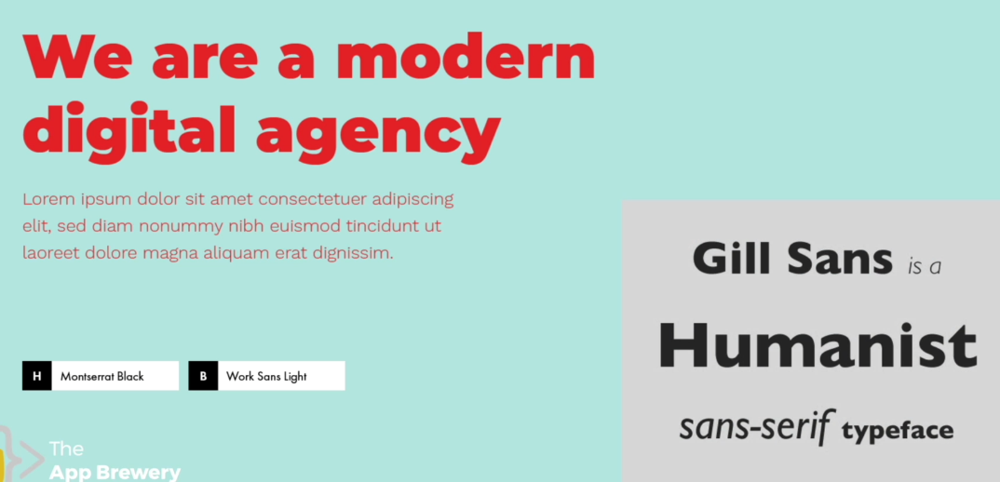 We are a modern
digital agency
Lorem ipsum dolor sit amet consectetuer adipiscing
elit, sed diam nonummy nibh euismod tincidunt ut
laoreet dolore magna aliquam erat dignissim.
H Montserrat Black
B Work Sans Light
The
App Brewery
Gill Sans is a
Humanist
sans-serif typeface